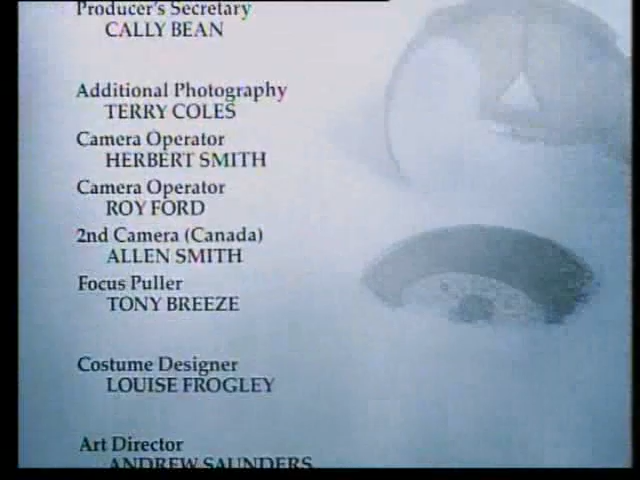 Producer's Secretary
CALLY BEAN
Additional Photography
TERRY COLES
Camera Operator
HERBERT SMITH
Camera Operator
ROY FORD
2nd Camera (Canada)
ALLEN SMITH
Focus Puller
TONY BREEZE
Costume Designer
LOUISE FROGLEY
Art Director
ANDREW SAUNDERS